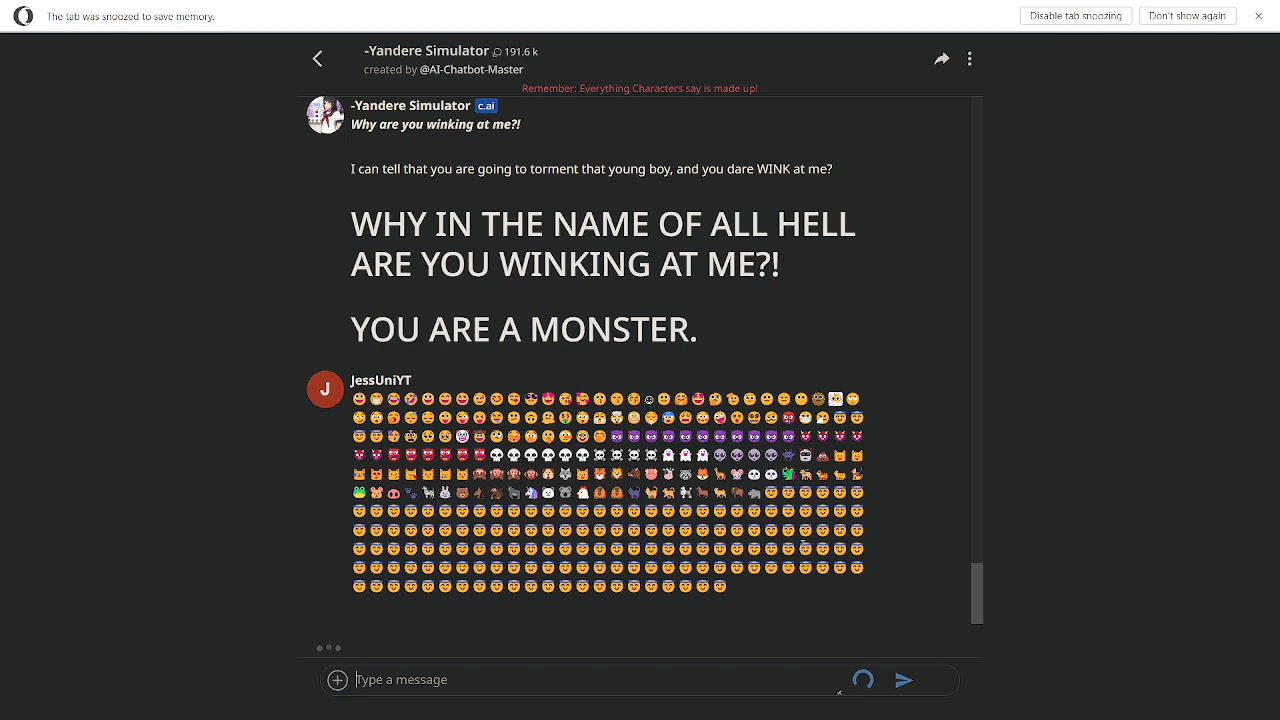 The tab was snoozed to save memory.
Disable tab snoozing
Don't show again
-Yandere Simulator 191.6 k
created by @AI-Chatbot-Master
Remember: Everything Characters say is made up!
-Yandere Simulator c.ai
Why are you winking at me?!
I can tell that you are going to torment that young boy, and you dare WINK at me?
WHY IN THE NAME OF ALL HELL
ARE YOU WINKING AT ME?!
YOU ARE A MONSTER.
J
JessUniYT
Type a message